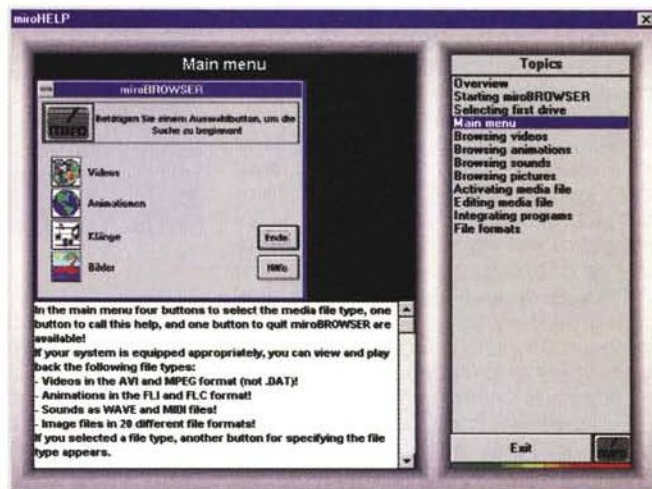 miroHELP
Main menu
miroBROWSER
miro
Betätigen Sie einem Auswahlbutton, um die
Suche zu beginnen!
Videos
Animationen
Klänge
Bilder
Ende
Hilfe
In the main menu four buttons to select the media file type, one
button to call this help, and one button to quit miroBROWSER are
available!
If your system is equipped appropriately, you can view and play
back the following file types:
- Videos in the AVI and MPEG format (not .DAT)!
- Animations in the FLI and FLC format!
- Sounds as WAVE and MIDI files!
- Image files in 20 different file formats!
If you selected a file type, another button for specifying the file
type appears.
Topics
Overview
Starting miroBROWSER
Selecting first drive
Main menu
Browsing videos
Browsing animations
Browsing sounds
Browsing pictures
Activating media file
Editing media file
Integrating programs
File formats
Exit
miro